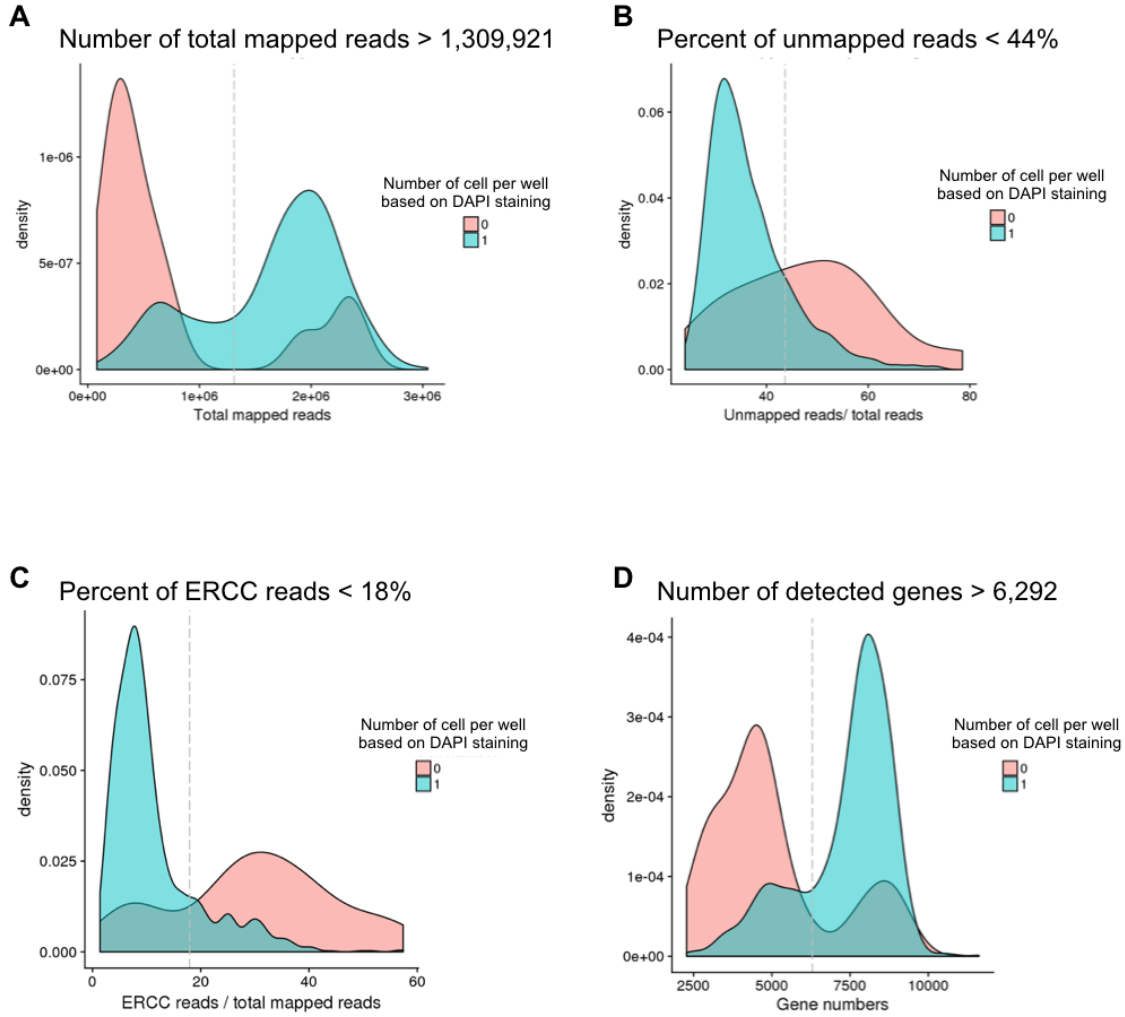 A
Number of total mapped reads > 1,309,921
density
1e-06
5e-07
0e+00
0e+00 1e+06 2e+06 3e+06
Total mapped reads
Number of cell per well
based on DAPI staining
0
1
B
Percent of unmapped reads < 44%
density
0.06
0.04
0.02
0.00
40 60 80
Unmapped reads/ total reads
Number of cell per well
based on DAPI staining
0
1
C
Percent of ERCC reads < 18%
density
0.075
0.050
0.025
0.000
0 20 40 60
ERCC reads / total mapped reads
Number of cell per well
based on DAPI staining
0
1
D
Number of detected genes > 6,292
density
4e-04
3e-04
2e-04
1e-04
0e+00
2500 5000 7500 10000
Gene numbers
Number of cell per well
based on DAPI staining
0
1